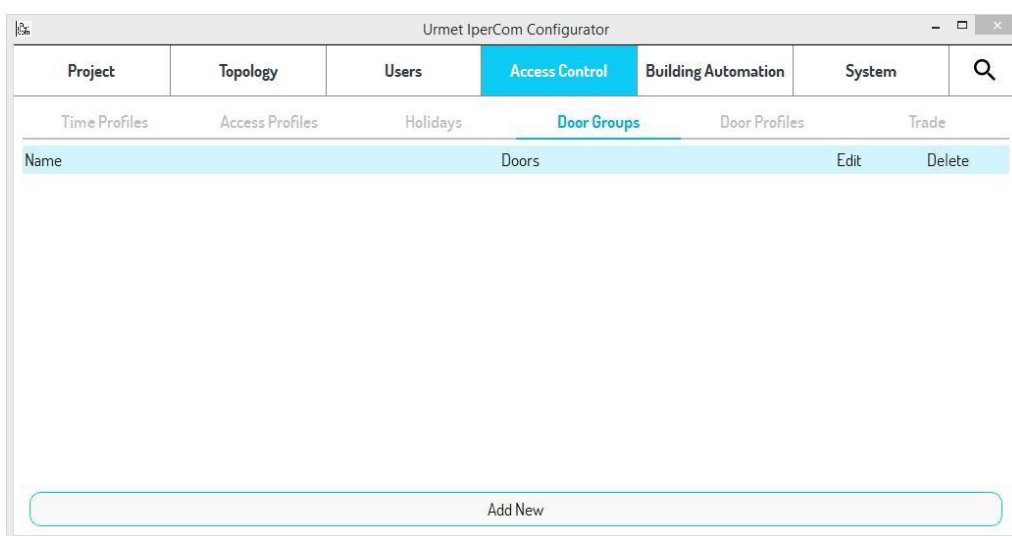 Urmet IperCom Configurator
Project Topology Users Access Control Building Automation System
Time Profiles Access Profiles Holidays Door Groups Door Profiles Trade
Name Doors Edit Delete
Add New